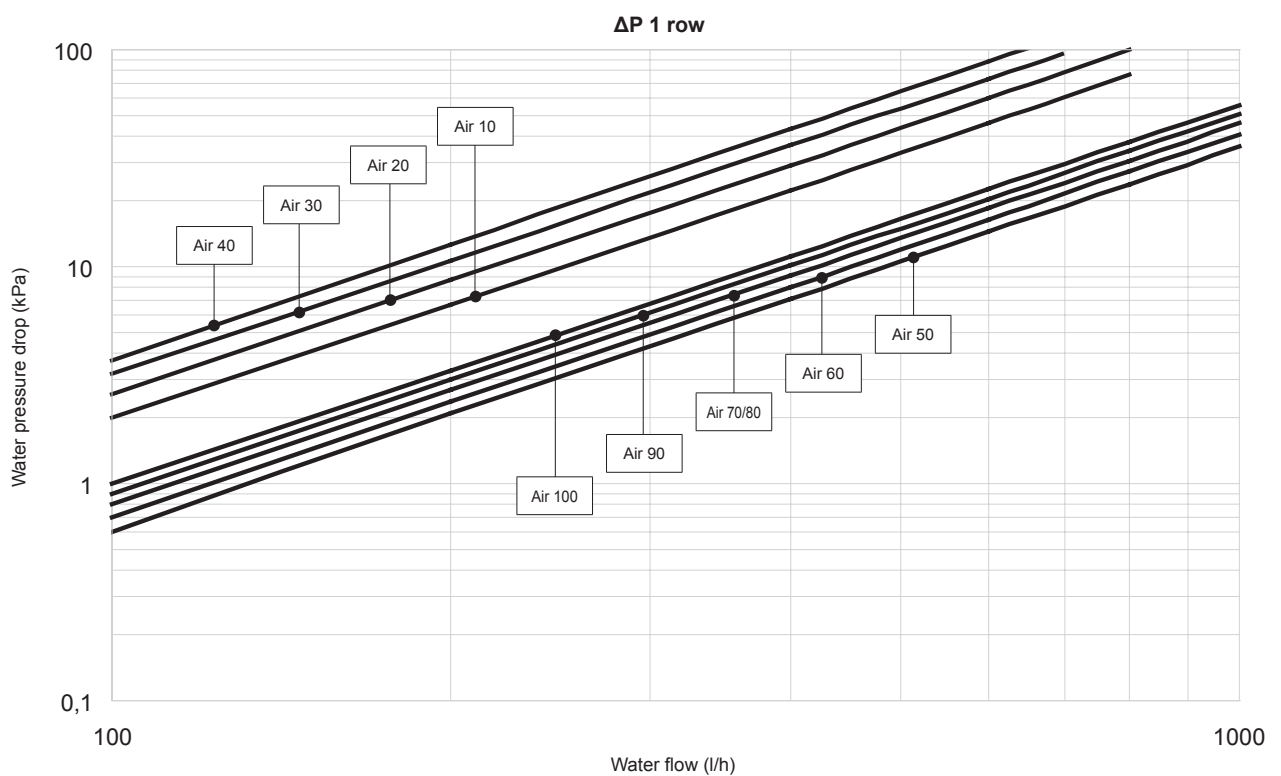 ΔP 1 row
100
Air 10
Air 20
Air 30
Air 40
10
Water pressure drop (kPa)
Air 50
Air 60
Air 70/80
Air 90
1
Air 100
0,1
100
1000
Water flow (l/h)